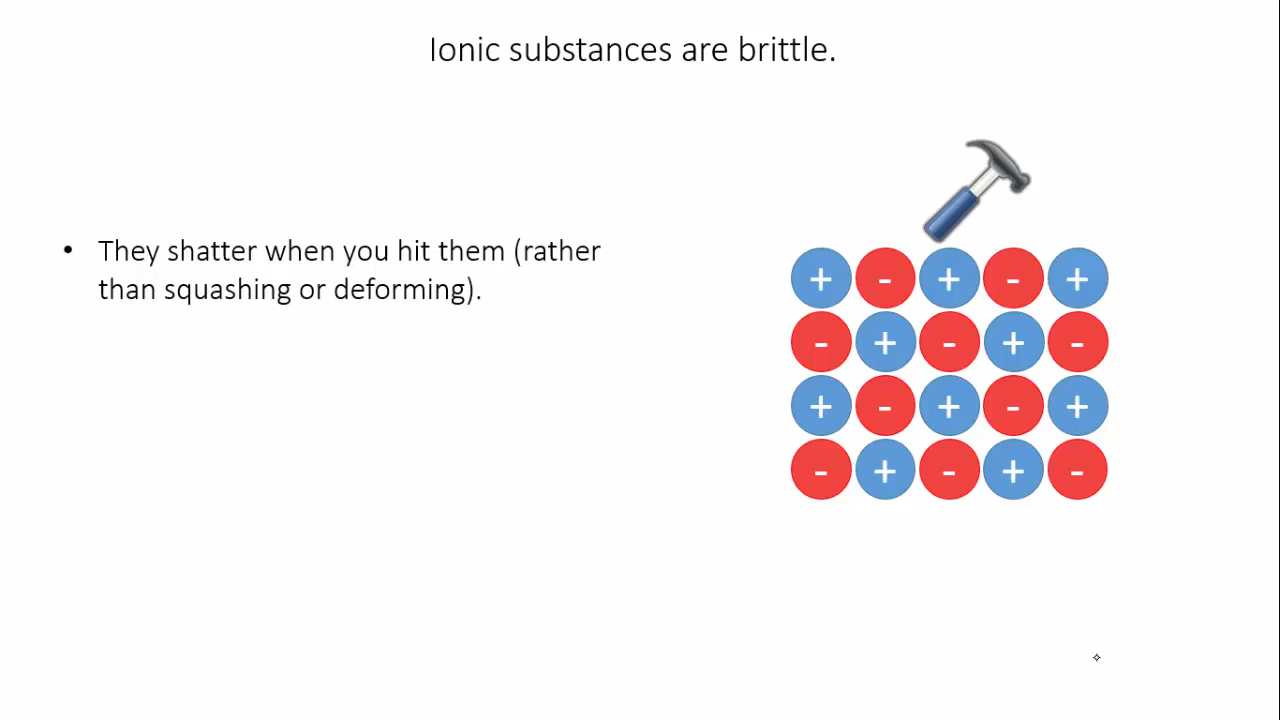 Ionic substances are brittle.
• They shatter when you hit them (rather
than squashing or deforming).
+ - + - +
- + - + -
+ - + - +
- + - + -